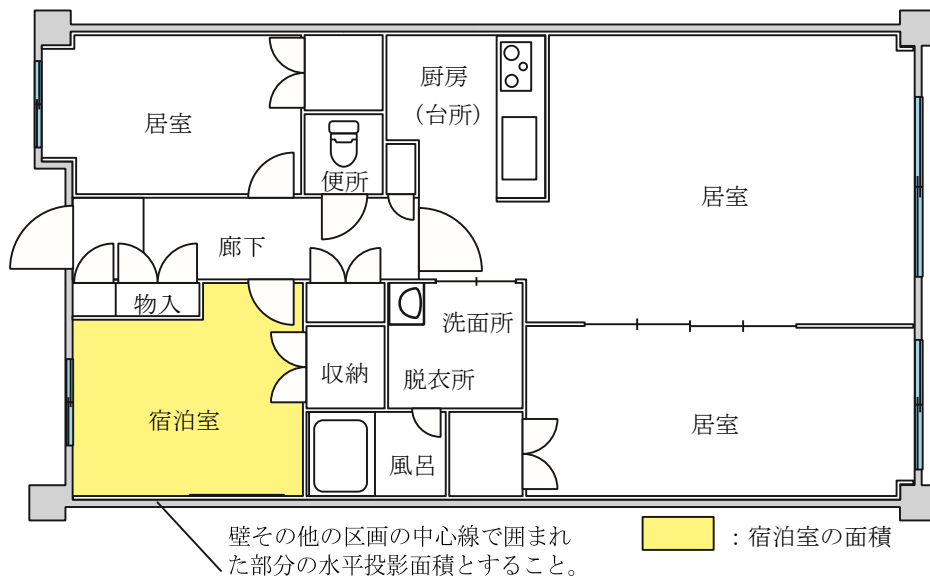 厨房
(台所)
居室
便所
居室
廊下
物入
洗面所
収納
脱衣所
宿泊室
居室
風呂
壁その他の区画の中心線で囲まれ
た部分の水平投影面積とすること。
：宿泊室の面積